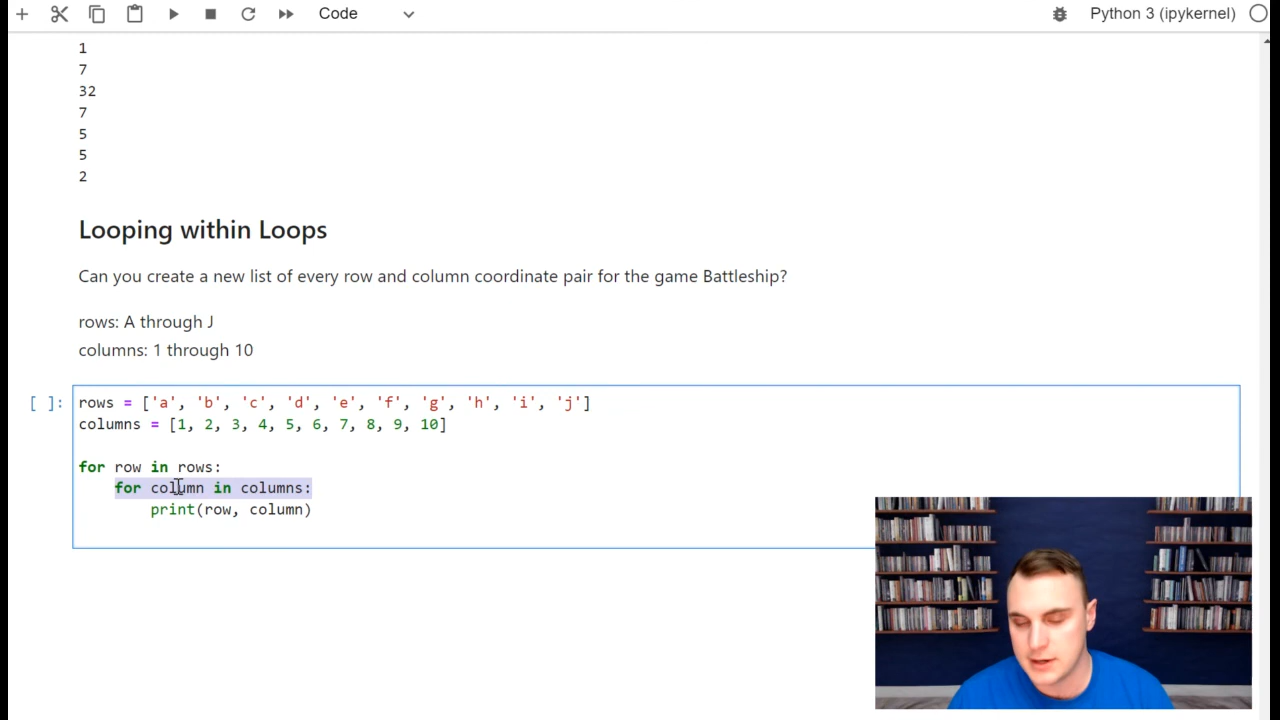 Code
Python 3 (ipykernel)
1
7
32
7
5
5
2
Looping within Loops
Can you create a new list of every row and column coordinate pair for the game Battleship?
rows: A through J
columns: 1 through 10
[ ]:
rows = ['a', 'b', 'c', 'd', 'e', 'f', 'g', 'h', 'i', 'j']
columns = [1, 2, 3, 4, 5, 6, 7, 8, 9, 10]
for row in rows:
for column in columns:
print(row, column)